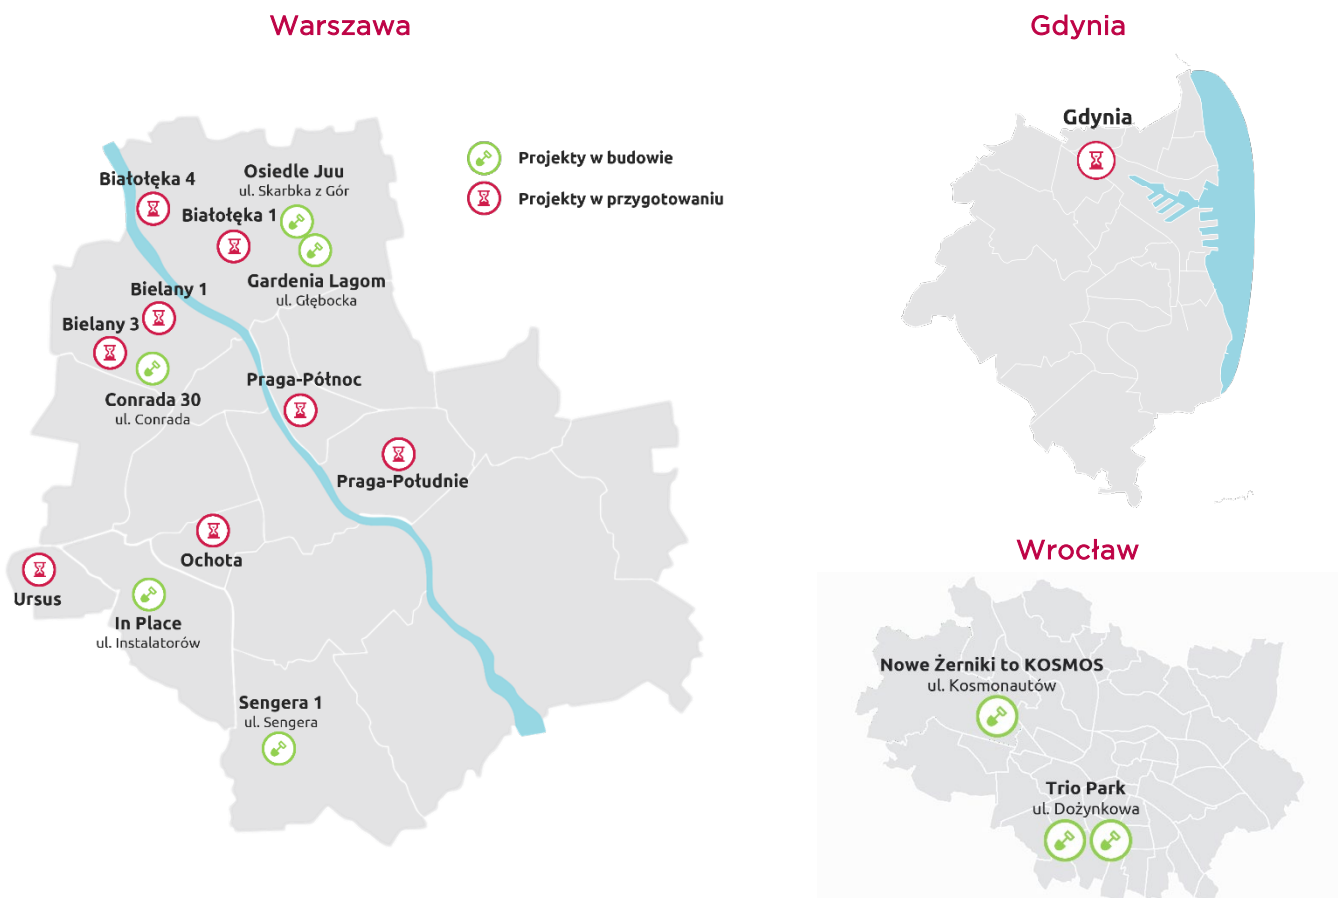 Warszawa
Białołęka 4
Osiedle Juu
ul. Skarbka z Gór
Białołęka 1
Gardenia Lagom
ul. Głębocka
Bielany 1
Bielany 3
Conrada 30
ul. Conrada
Praga-Północ
Praga-Południe
Ochota
Ursus
In Place
ul. Instalatorów
Sengera 1
ul. Sengera
Projekty w budowie
Projekty w przygotowaniu
Gdynia
Gdynia
Wrocław
Nowe Żerniki to KOSMOS
ul. Kosmonautów
Trio Park
ul. Dożynkowa